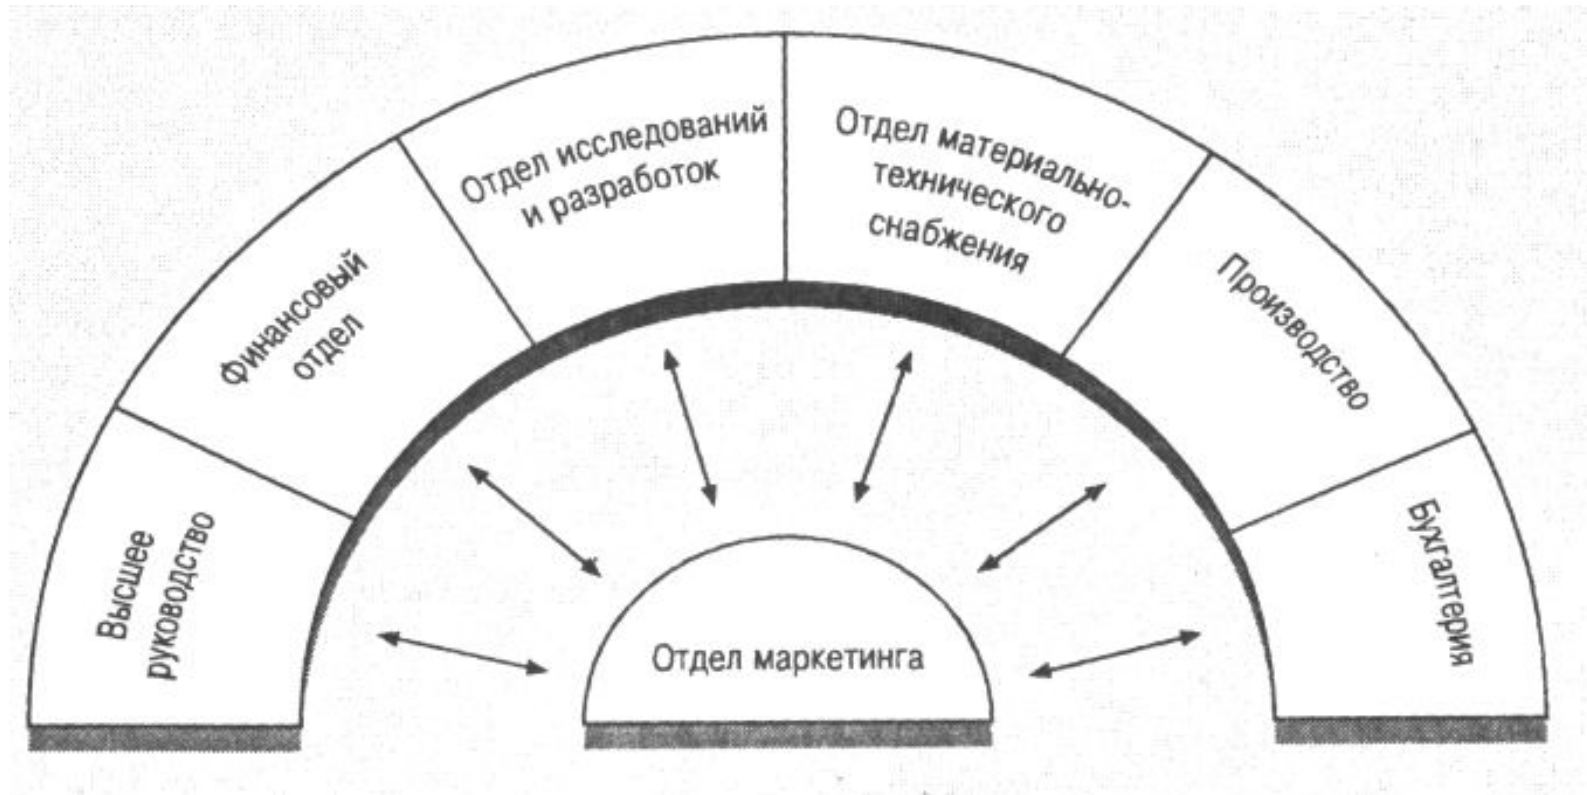 Высшее
руководство
Финансовый
отдел
Отдел исследований
и разработок
Отдел материально-
технического
снабжения
Производство
Бухгалтерия
Отдел маркетинга